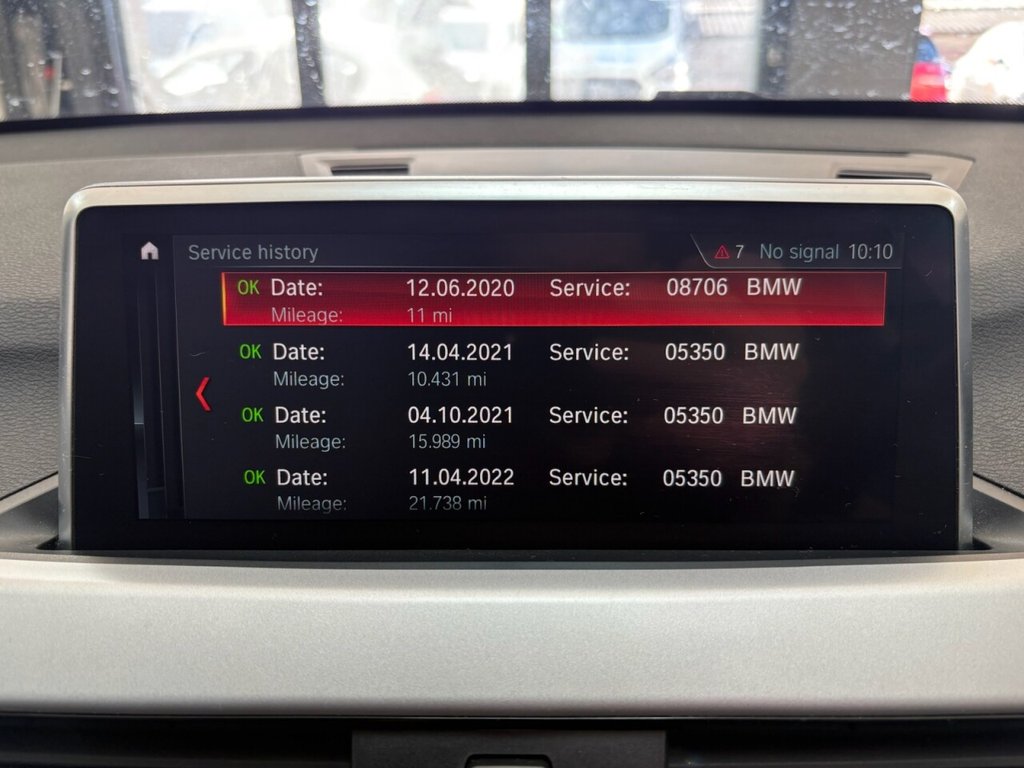 Service history 7 No signal 10:10
OK Date: 12.06.2020 Service: 08706 BMW
Mileage: 11 mi
OK Date: 14.04.2021 Service: 05350 BMW
Mileage: 10.431 mi
OK Date: 04.10.2021 Service: 05350 BMW
Mileage: 15.989 mi
OK Date: 11.04.2022 Service: 05350 BMW
Mileage: 21.738 mi